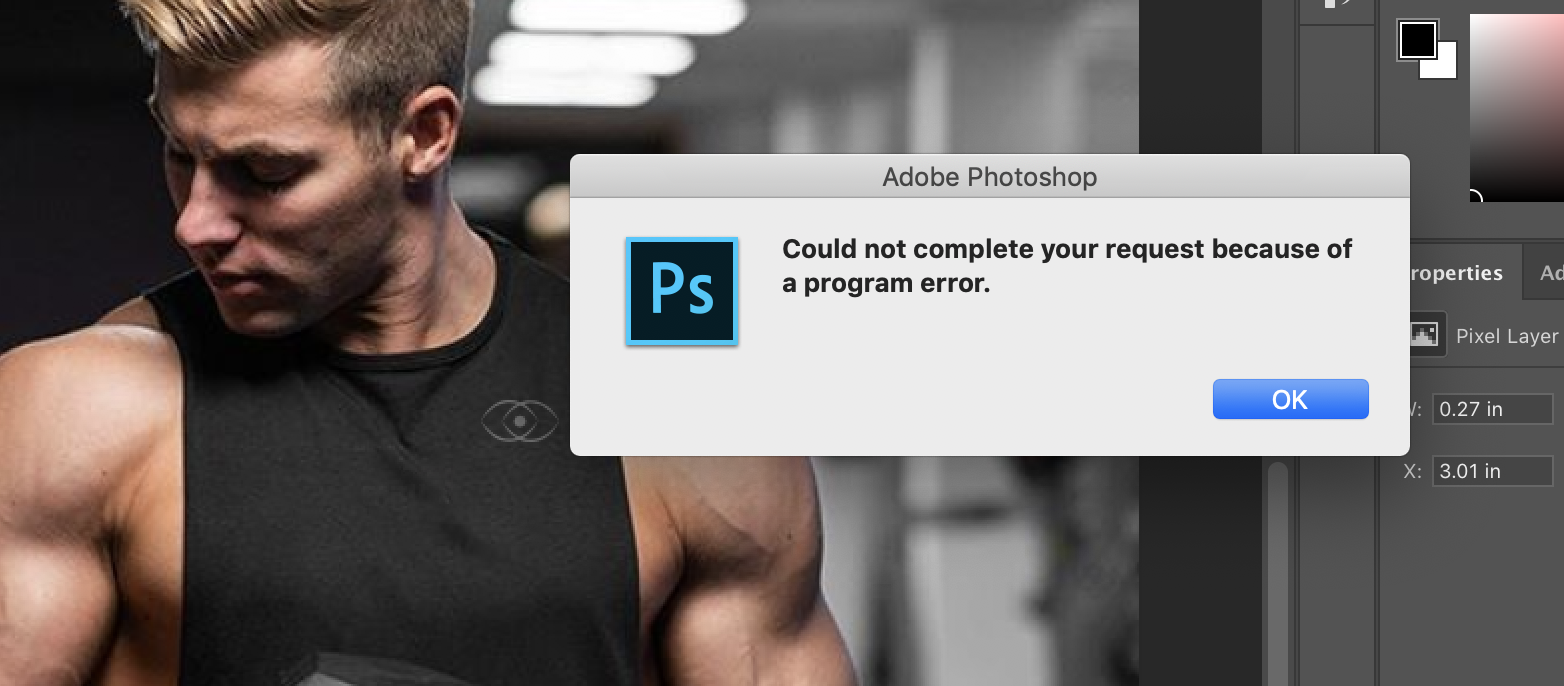 Adobe Photoshop
Ps
Could not complete your request because of
a program error.
OK
roperties
Ad
Pixel Layer
0.27 in
X:
3.01 in